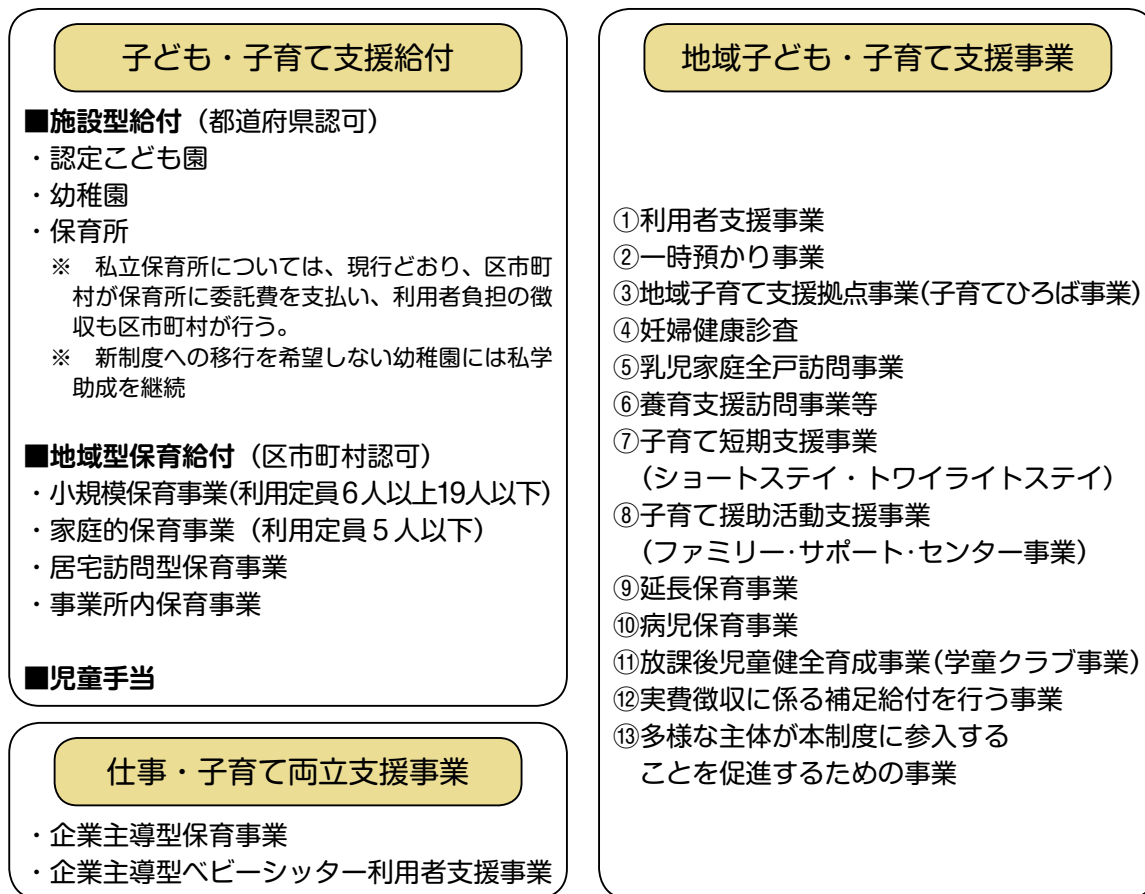 子ども・子育て支援給付
■施設型給付（都道府県認可）
・認定こども園
・幼稚園
・保育所
※　私立保育所については、現行どおり、区市町
村が保育所に委託費を支払い、利用者負担の徴
収も区市町村が行う。
※　新制度への移行を希望しない幼稚園には私学
助成を継続
■地域型保育給付（区市町村認可）
・小規模保育事業(利用定員６人以上19人以下)
・家庭的保育事業（利用定員５人以下）
・居宅訪問型保育事業
・事業所内保育事業
■児童手当
仕事・子育て両立支援事業
・企業主導型保育事業
・企業主導型ベビーシッター利用者支援事業
地域子ども・子育て支援事業
①利用者支援事業
②一時預かり事業
③地域子育て支援拠点事業(子育てひろば事業)
④妊婦健康診査
⑤乳児家庭全戸訪問事業
⑥養育支援訪問事業等
⑦子育て短期支援事業
（ショートステイ・トワイライトステイ）
⑧子育て援助活動支援事業
（ファミリー・サポート・センター事業）
⑨延長保育事業
⑩病児保育事業
⑪放課後児童健全育成事業(学童クラブ事業)
⑫実費徴収に係る補足給付を行う事業
⑬多様な主体が本制度に参入する
ことを促進するための事業